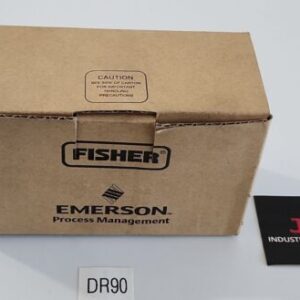 CAUTION
SEE SIDE OF CARTON
FOR IMPORTANT
HANDLING
PRECAUTIONS
FISHER®
EMERSON
Process Management
DR90
J
INDUSTRI